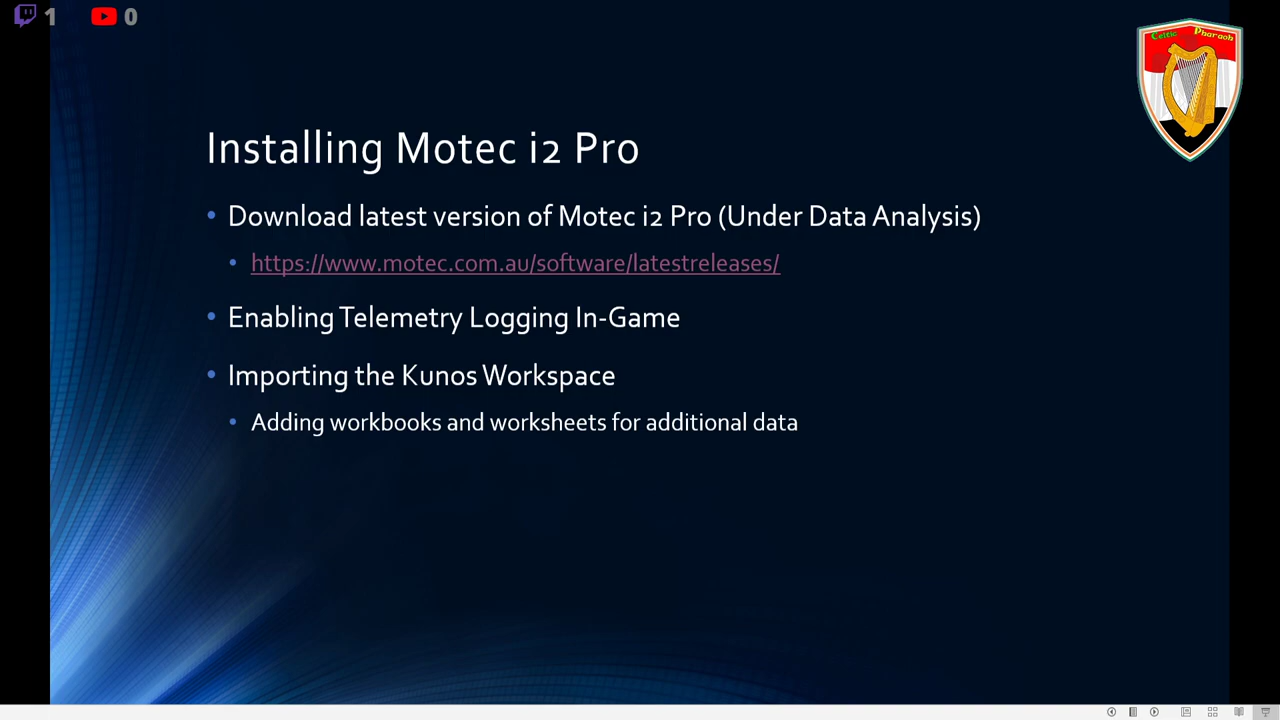 1 0
Celtic Pharaoh
Installing Motec i2 Pro
Download latest version of Motec i2 Pro (Under Data Analysis)
https://www.motec.com.au/software/latestreleases/
Enabling Telemetry Logging In-Game
Importing the Kunos Workspace
Adding workbooks and worksheets for additional data